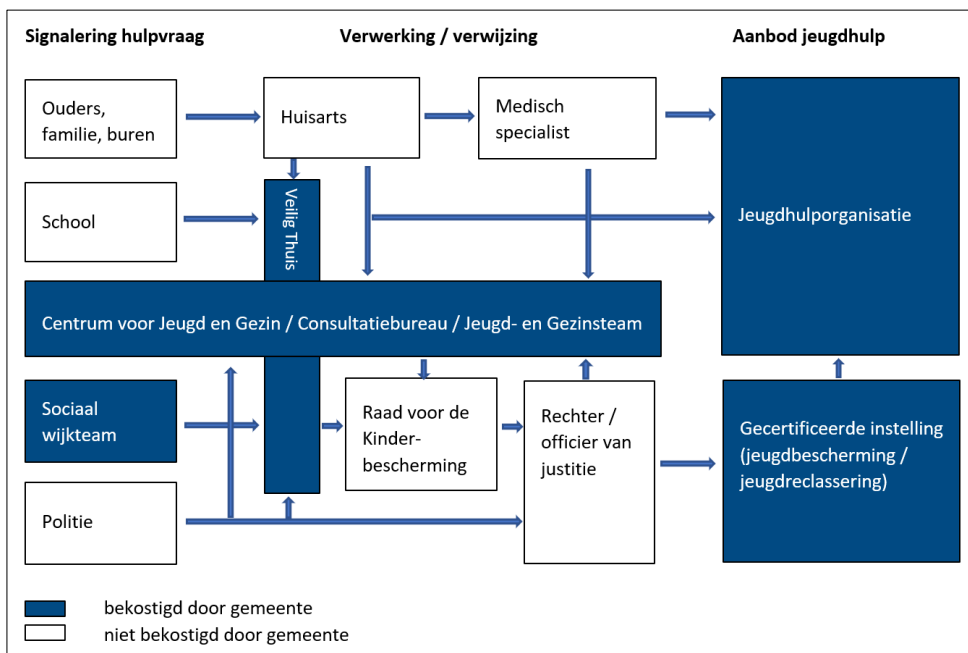 Signalering hulpvraag
Verwerking / verwijzing
Aanbod jeugdhulp
Ouders,
familie, buren
Huisarts
Medisch
specialist
School
Veilig Thuis
Jeugdhulporganisatie
Centrum voor Jeugd en Gezin / Consultatiebureau / Jeugd- en Gezinsteam
Sociaal
wijkteam
Raad voor de
Kinder-
bescherming
Rechter /
officier van
justitie
Gecertificeerde instelling
(jeugdbescherming /
jeugdreclassering)
Politie
bekostigd door gemeente
niet bekostigd door gemeente